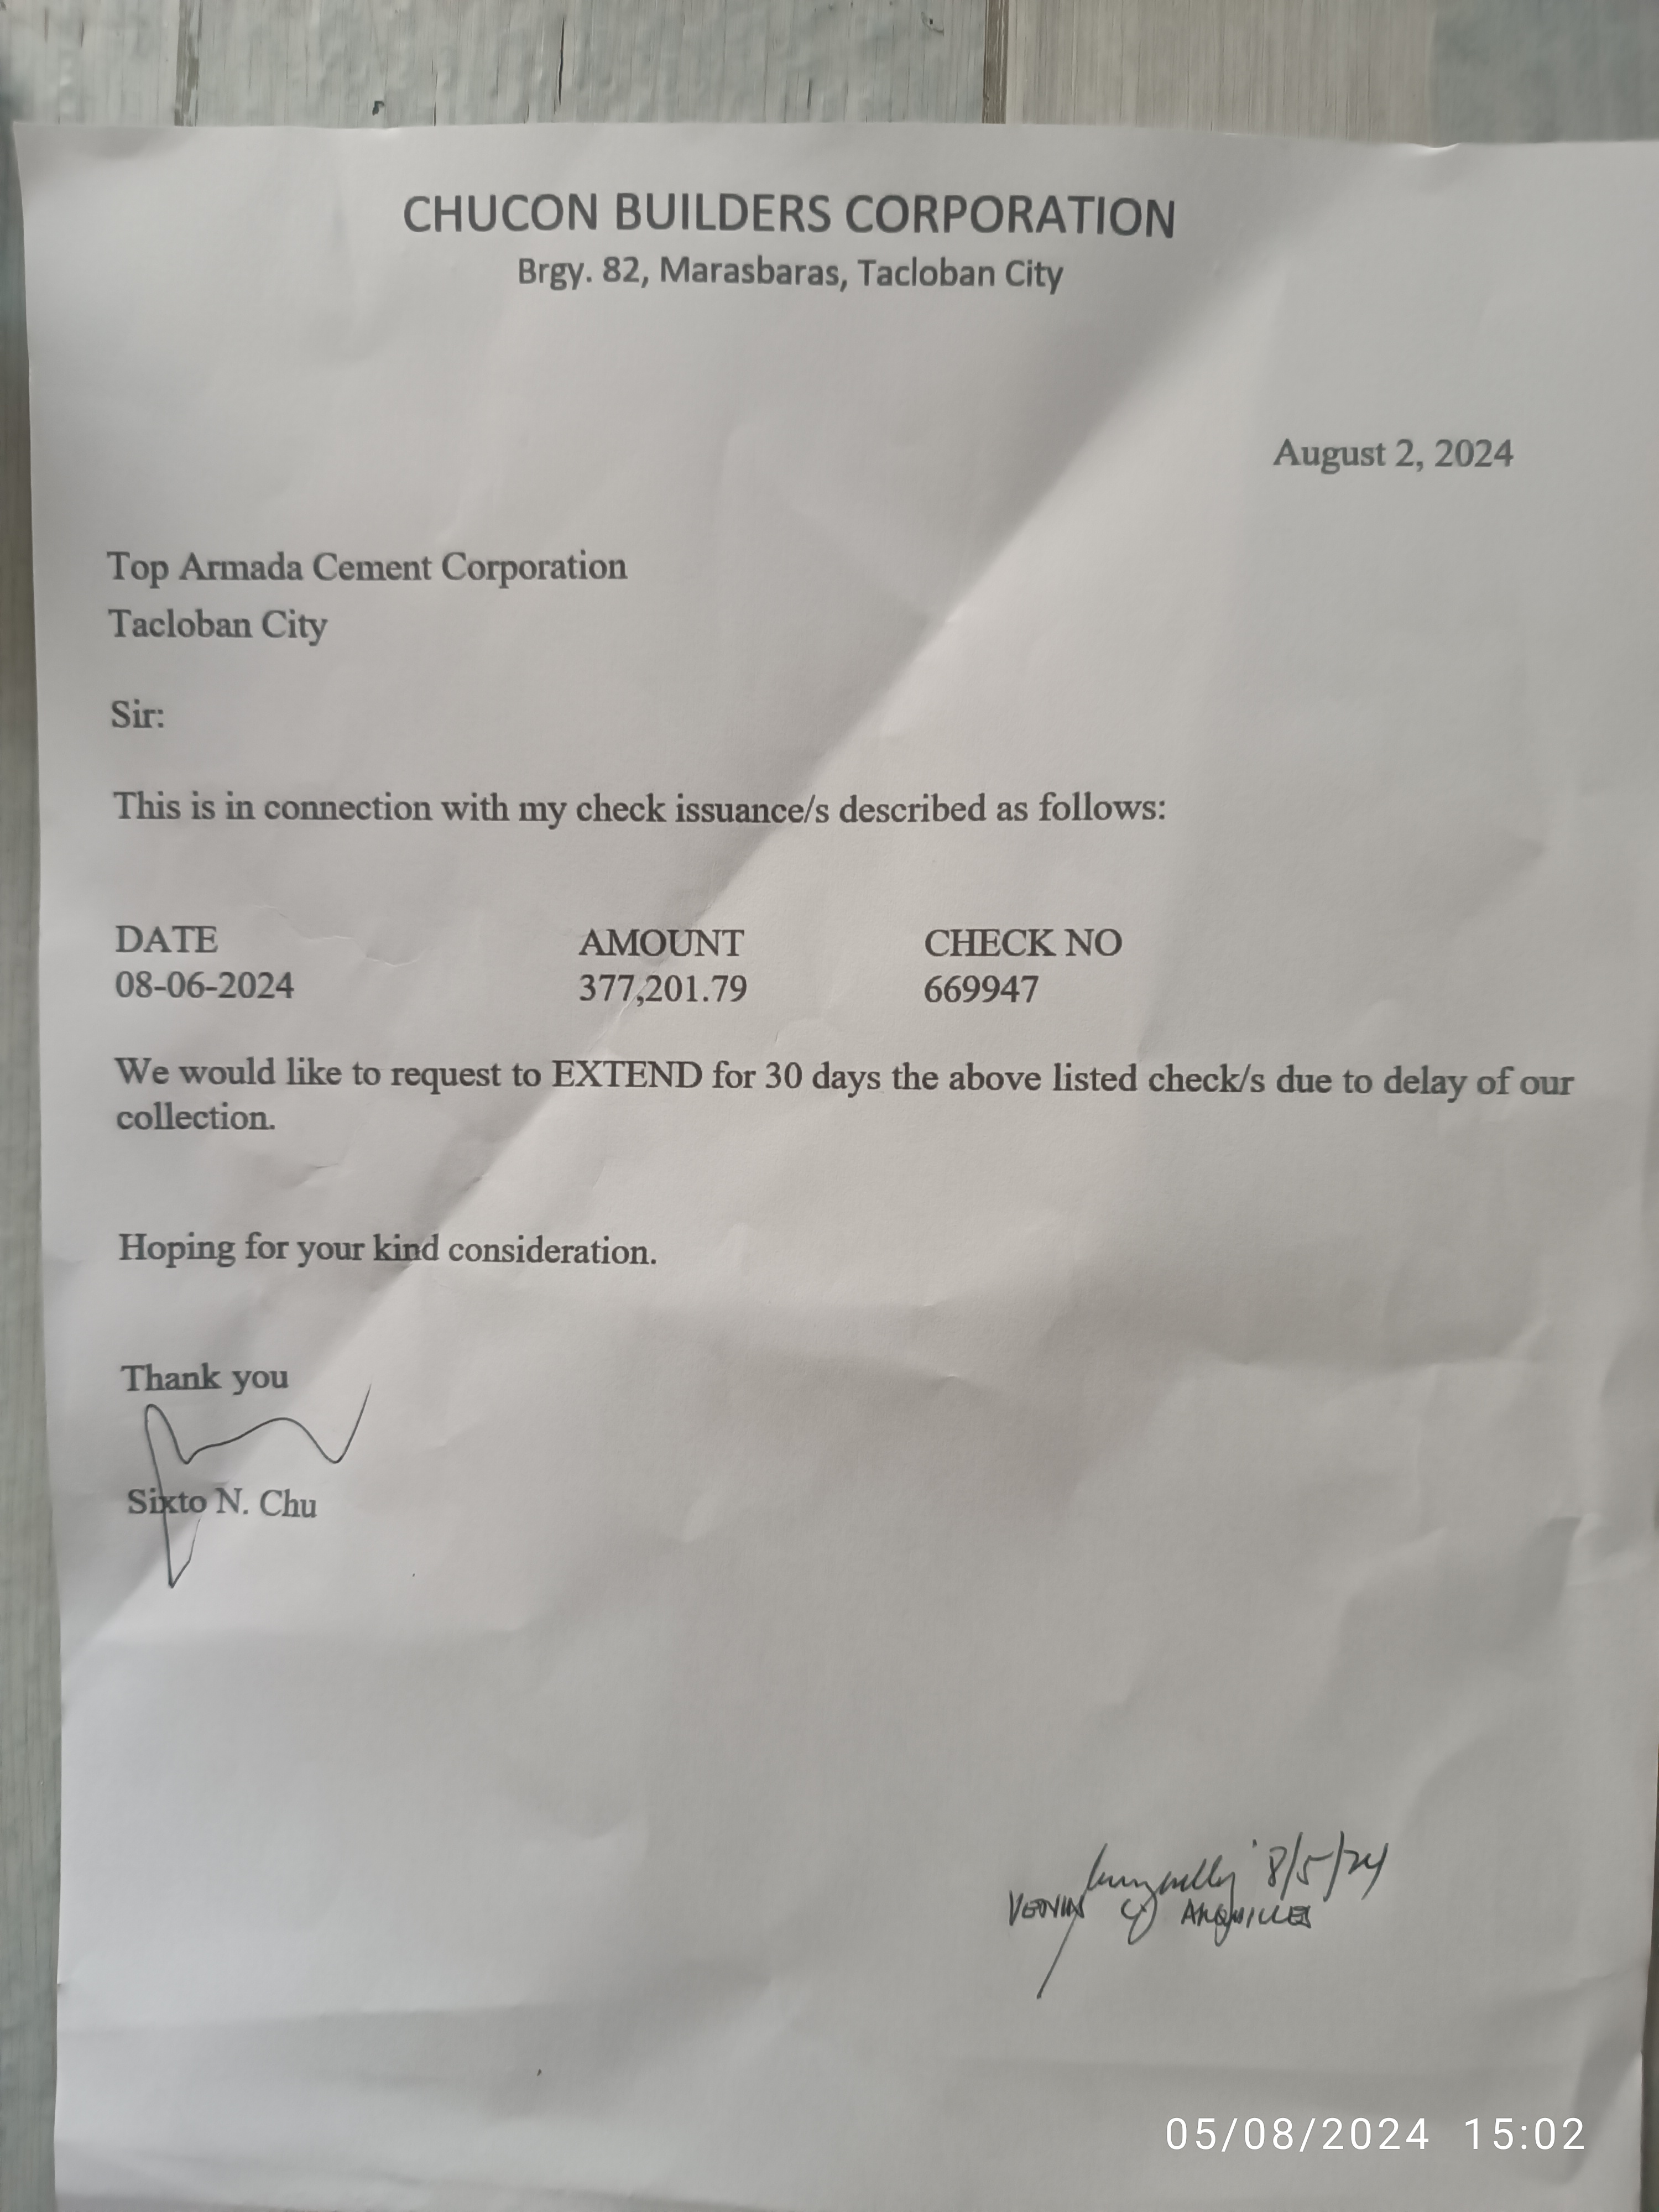 CHUCON BUILDERS CORPORATION
Brgy. 82, Marasbaras, Tacloban City
August 2, 2024
Top Armada Cement Corporation
Tacloban City
Sir:
This is in connection with my check issuance/s described as follows:
DATE AMOUNT CHECK NO
08-06-2024 377,201.79 669947
We would like to request to EXTEND for 30 days the above listed check/s due to delay of our
collection.
Hoping for your kind consideration.
Thank you
Sixto N. Chu
8/5/24
05/08/2024 15:02